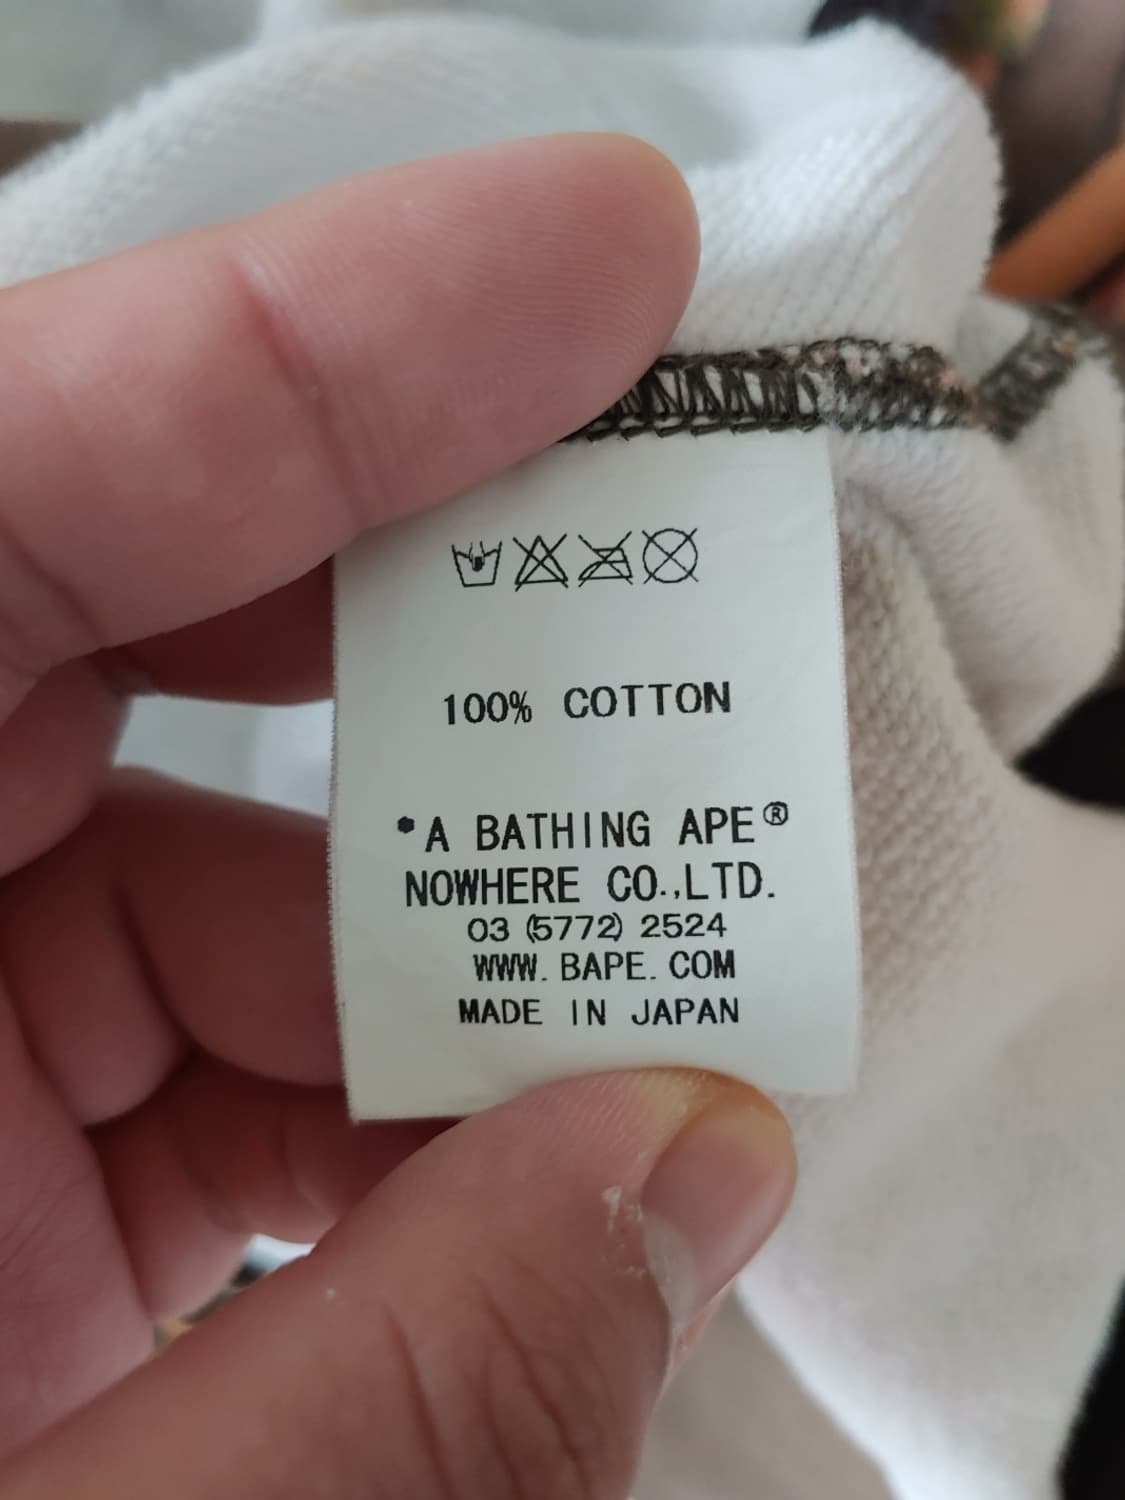 100% COTTON
*A BATHING APE®
NOWHERE CO.,LTD.
03 (5772) 2524
WWW. BAPE. COM
MADE IN JAPAN